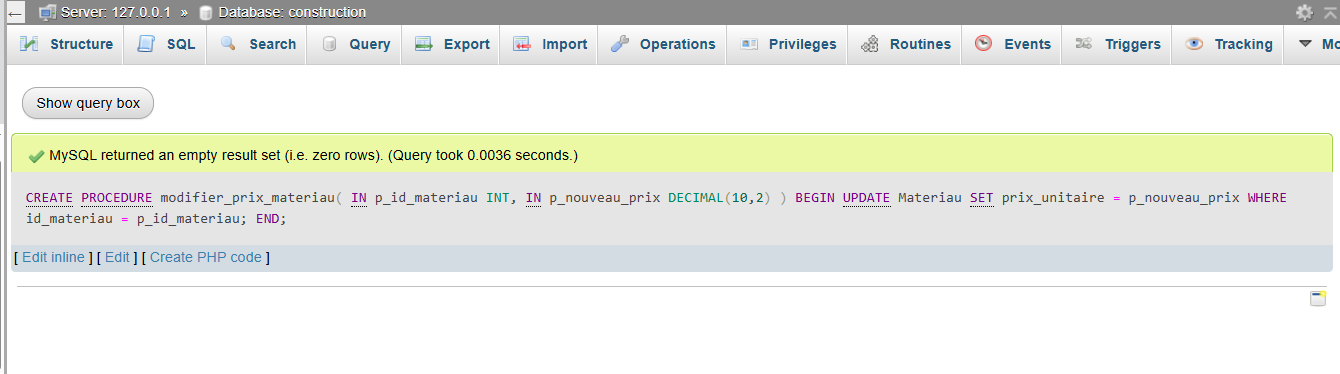 Server: 127.0.0.1 » Database: construction
Structure SQL Search Query Export Import Operations Privileges Routines Events Triggers Tracking Mo
Show query box
MySQL returned an empty result set (i.e. zero rows). (Query took 0.0036 seconds.)
CREATE PROCEDURE modifier_prix_materiau( IN p_id_materiau INT, IN p_nouveau_prix DECIMAL(10,2) ) BEGIN UPDATE Materiau SET prix_unitaire = p_nouveau_prix WHERE
id_materiau = p_id_materiau; END;
[ Edit inline ] [ Edit ] [ Create PHP code ]